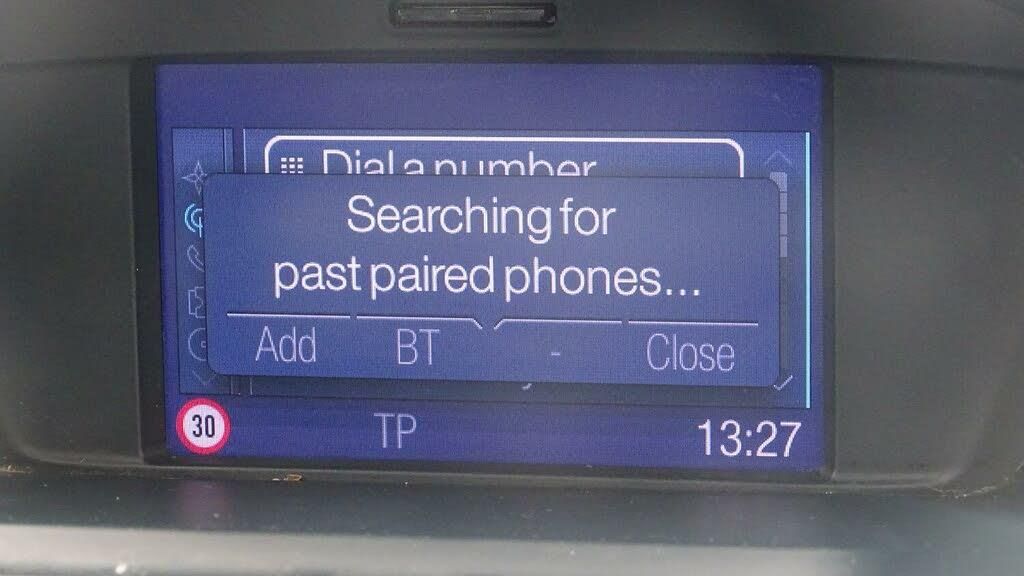 Dial a number
Searching for
past paired phones...
Add BT - Close
30 TP 13:27